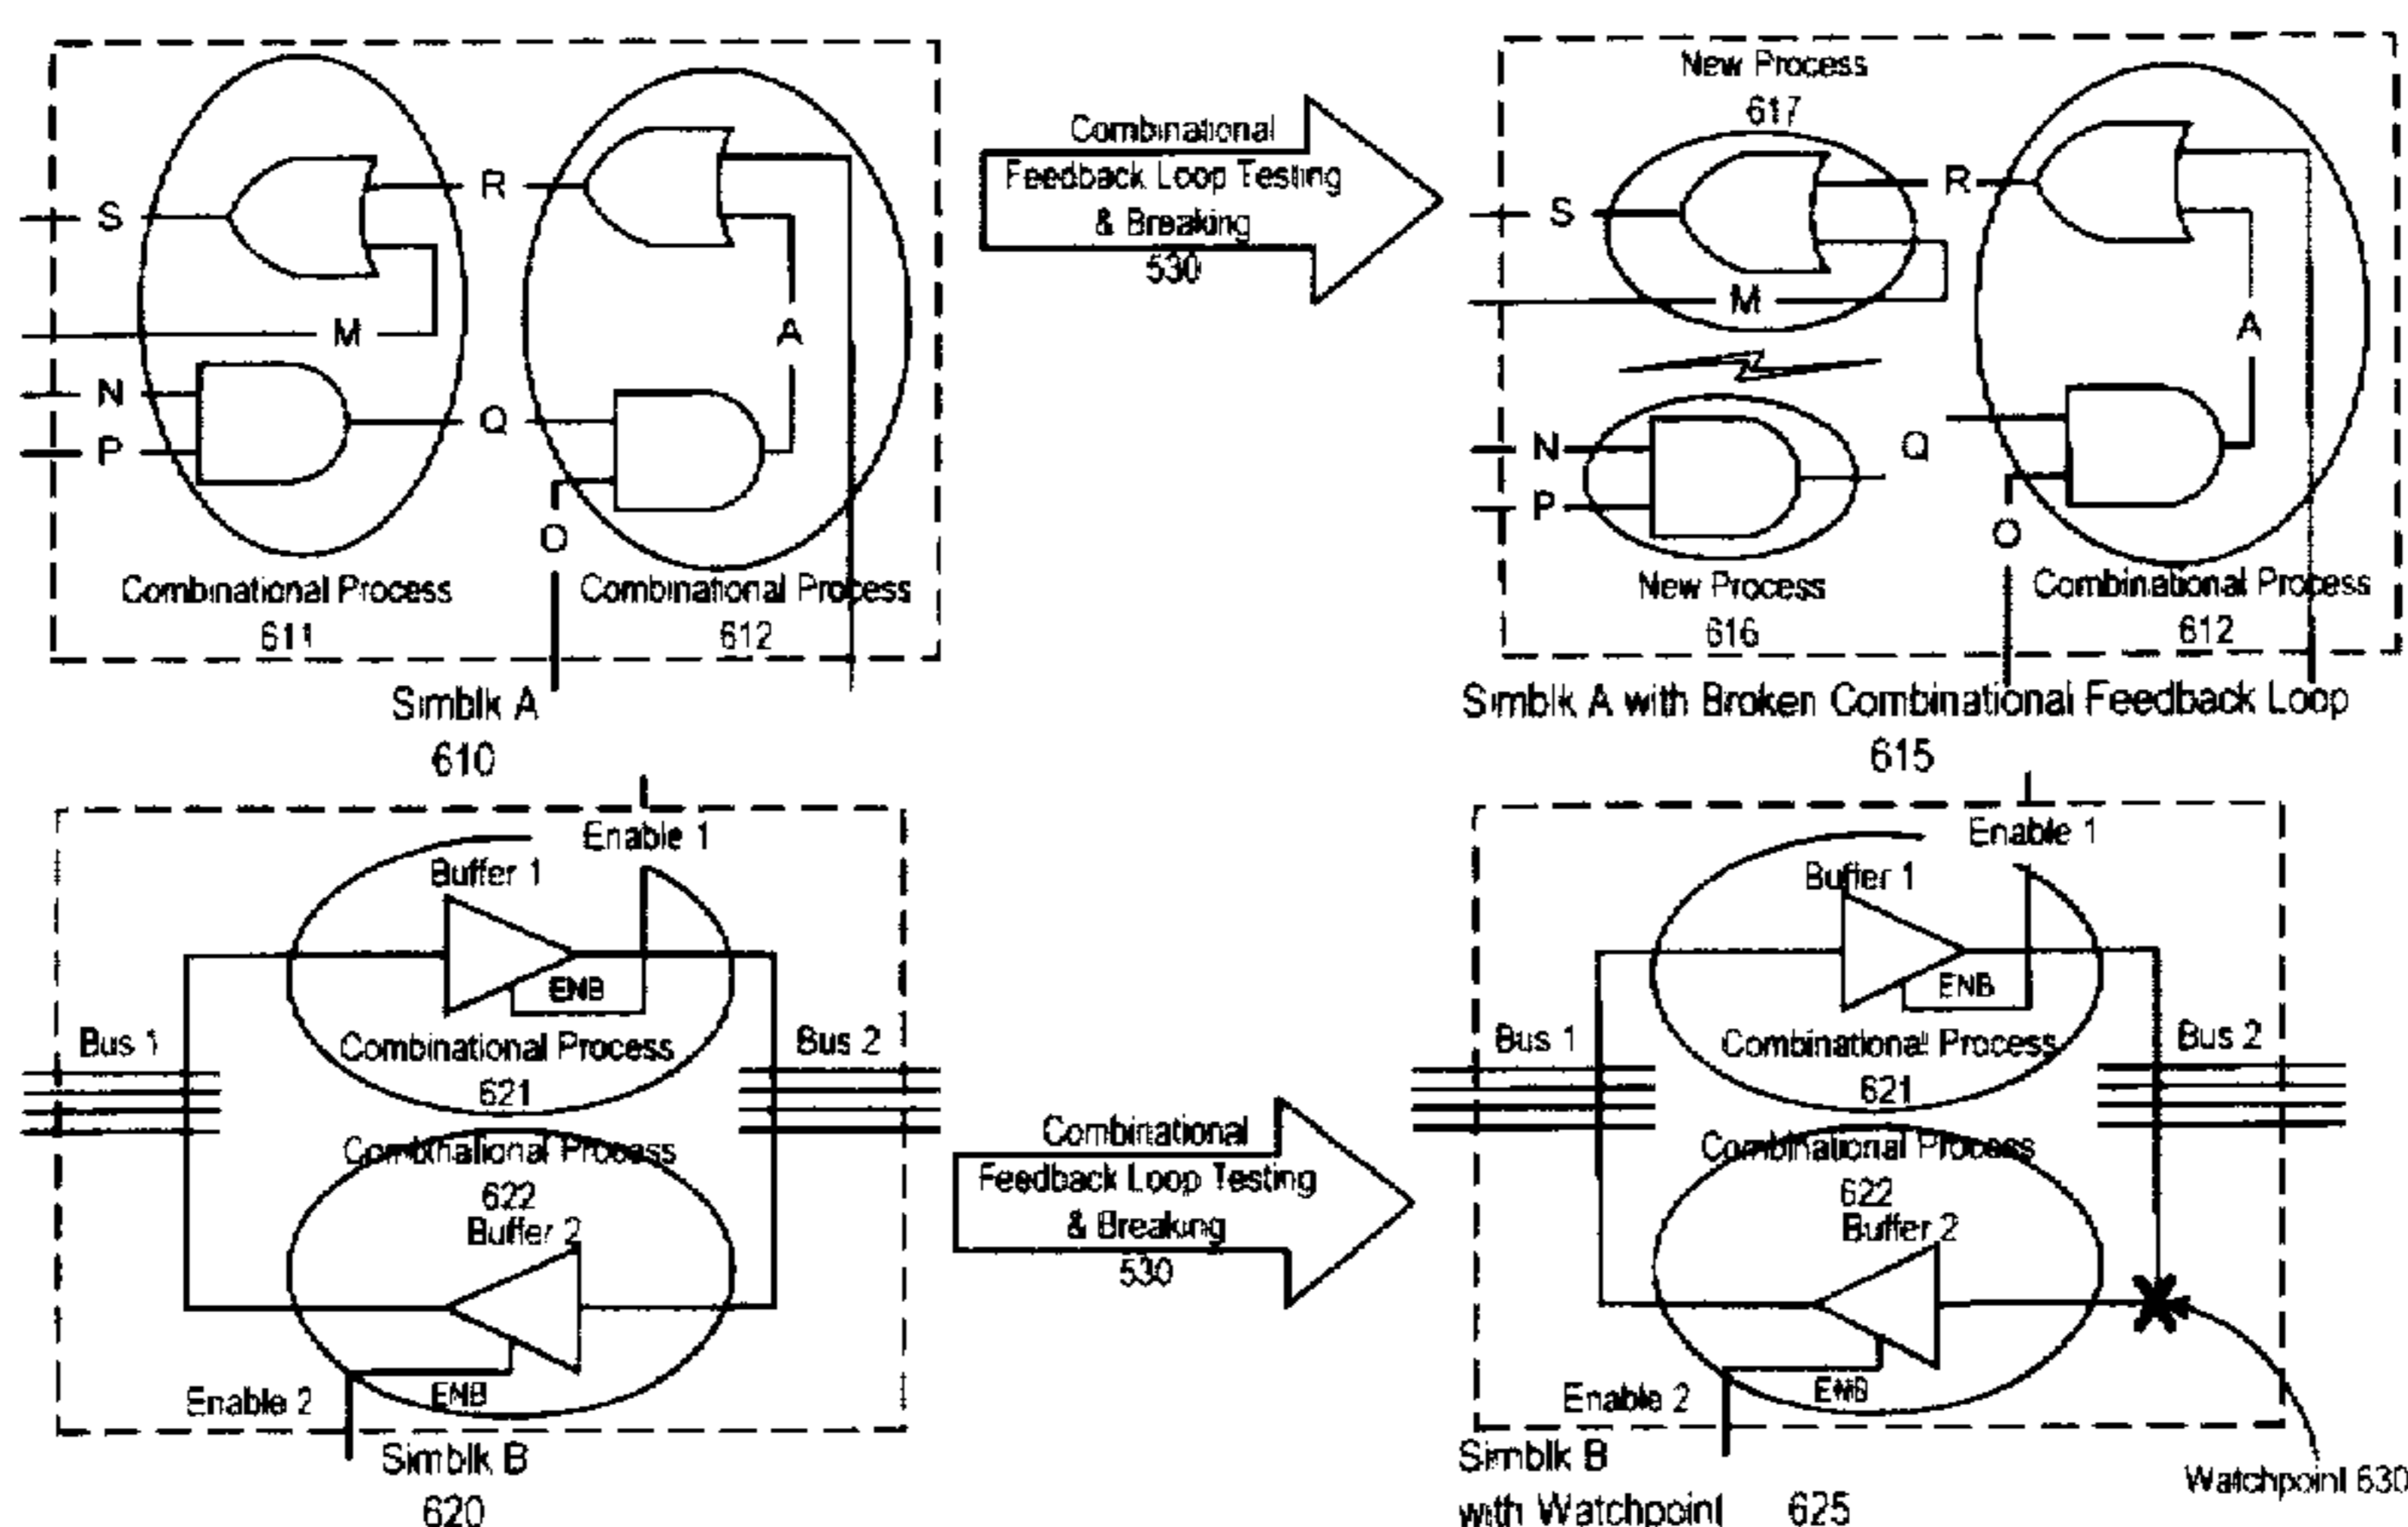 New Process
617
Combinational
Feedback Loop Testing
& Breaking
530
S
R
M
A
N
P
Q
O
Combinational Process
611
Combinational Process
612
S
R
M
A
N
P
Q
O
New Process
616
Combinational Process
612
Simblk A
610
Simblk A with Broken Combinational Feedback Loop
615
Enable 1
Buffer 1
ENB
Bus 1
Bus 2
Combinational Process
621
Combinational Process
622
Buffer 2
Enable 2
ENB
Simblk B
620
Combinational
Feedback Loop Testing
& Breaking
530
Enable 1
Buffer 1
ENB
Bus 1
Bus 2
Combinational Process
621
Combinational Process
622
Buffer 2
Enable 2
ENB
Simblk B
with Watchpoint 625
Watchpoint 630